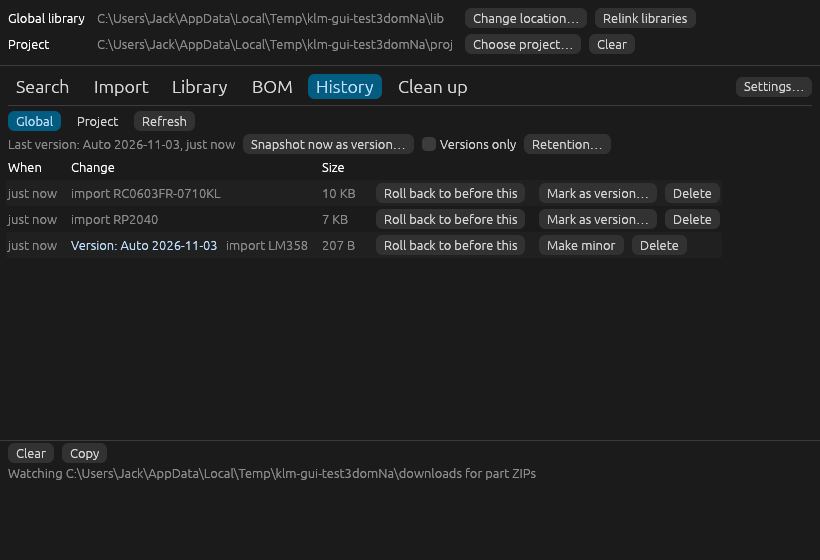 Global library C:\Users\Jack\AppData\Local\Temp\klm-gui-test3domNa\lib Change location... Relink libraries
Project C:\Users\Jack\AppData\Local\Temp\klm-gui-test3domNa\proj Choose project... Clear
Search Import Library BOM History Clean up Settings...
Global Project Refresh
Last version: Auto 2026-11-03, just now Snapshot now as version... Versions only Retention...
When Change Size
just now import RC0603FR-0710KL 10 KB Roll back to before this Mark as version... Delete
just now import RP2040 7 KB Roll back to before this Mark as version... Delete
just now Version: Auto 2026-11-03 import LM358 207 B Roll back to before this Make minor Delete
Clear Copy
Watching C:\Users\Jack\AppData\Local\Temp\klm-gui-test3domNa\downloads for part ZIPs